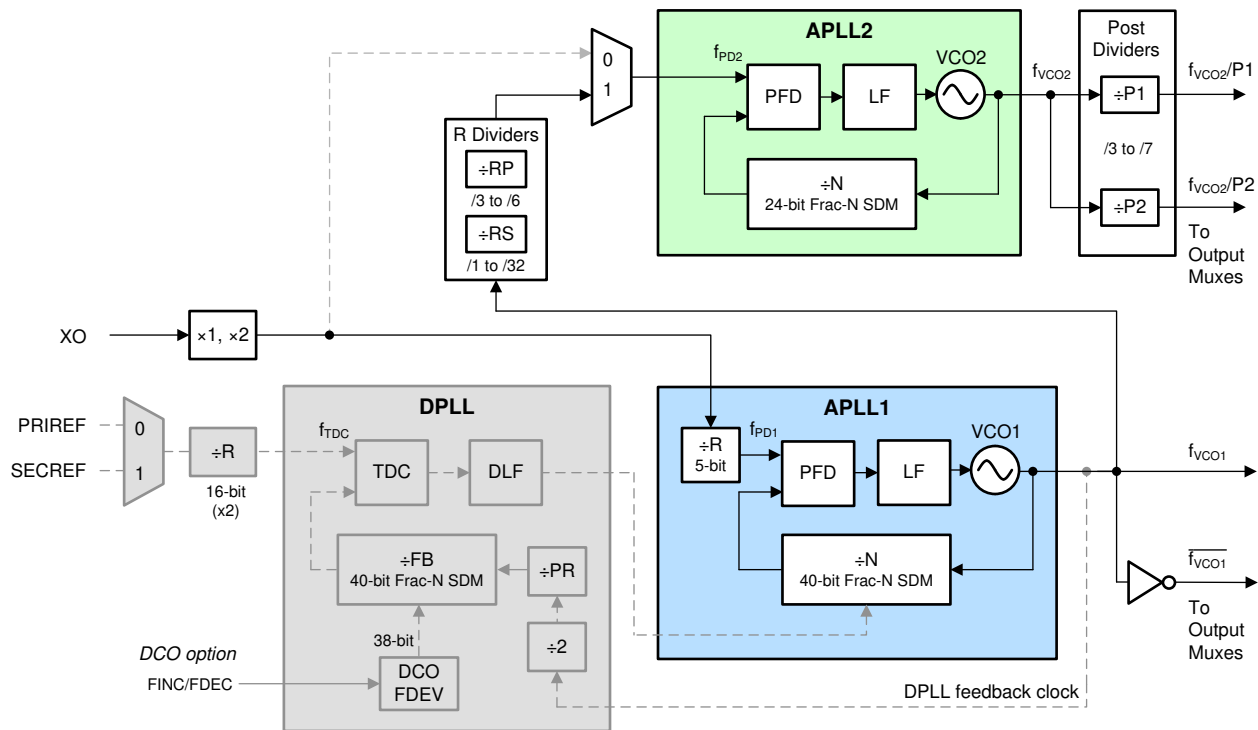 APLL2
Post
Dividers
0
1
f_PD2
VCO2
f_VCO2
f_VCO2/P1
PFD
LF
÷P1
R Dividers
÷RP
/3 to /6
÷RS
/1 to /32
÷N
24-bit Frac-N SDM
/3 to /7
f_VCO2/P2
÷P2
To
Output
Muxes
XO
×1, ×2
DPLL
APLL1
PRIREF
0
SECREF
1
÷R
16-bit
(x2)
f_TDC
TDC
DLF
÷R
5-bit
f_PD1
VCO1
PFD
LF
f_VCO1
÷FB
40-bit Frac-N SDM
÷PR
÷N
40-bit Frac-N SDM
f_VCO1
To
Output
Muxes
38-bit
÷2
DCO option
FINC/FDEC
DCO
FDEV
DPLL feedback clock